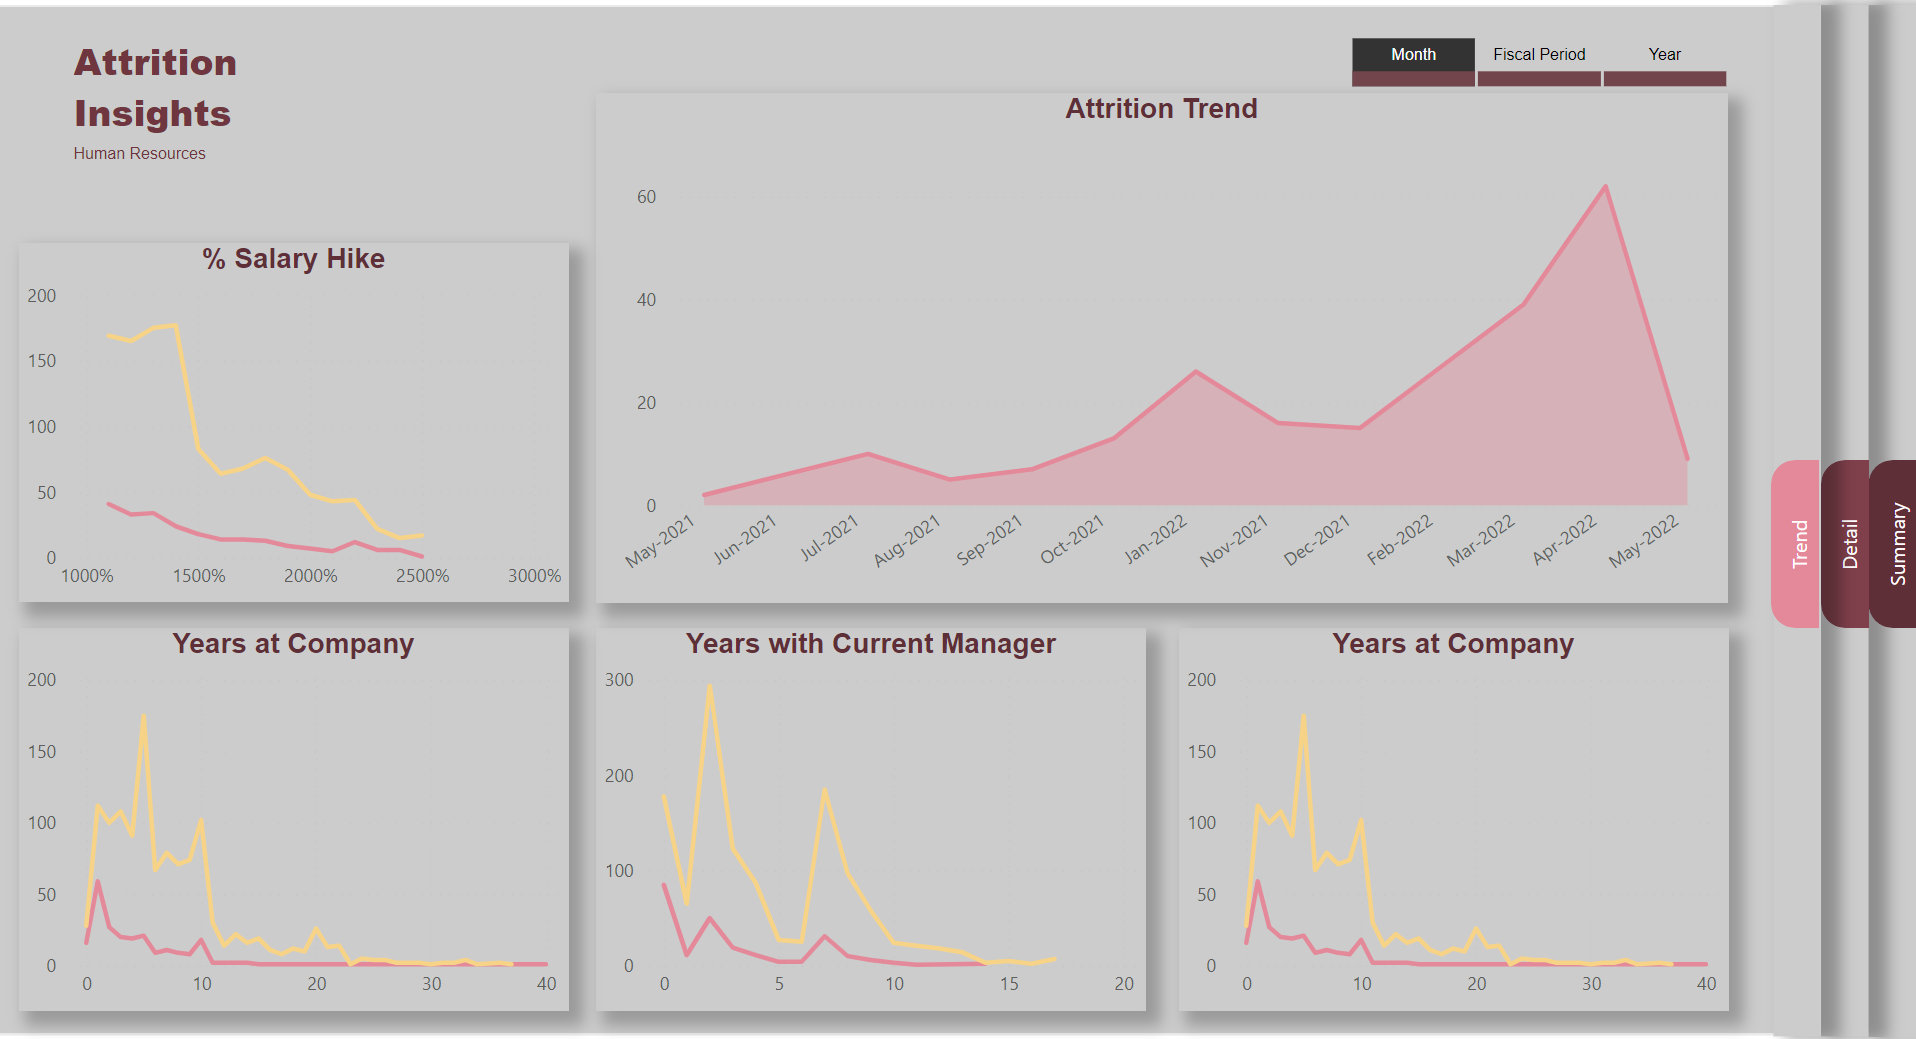 Attrition
Insights
Human Resources
Month Fiscal Period Year
Attrition Trend
60
40
20
0
May-2021 Jun-2021 Jul-2021 Aug-2021 Sep-2021 Oct-2021 Jan-2022 Nov-2021 Dec-2021 Feb-2022 Mar-2022 Apr-2022 May-2022
% Salary Hike
200
150
100
50
0
1000% 1500% 2000% 2500% 3000%
Years at Company
200
150
100
50
0
0 10 20 30 40
Years with Current Manager
300
200
100
0
0 5 10 15 20
Years at Company
200
150
100
50
0
0 10 20 30 40
Trend
Detail
Summary